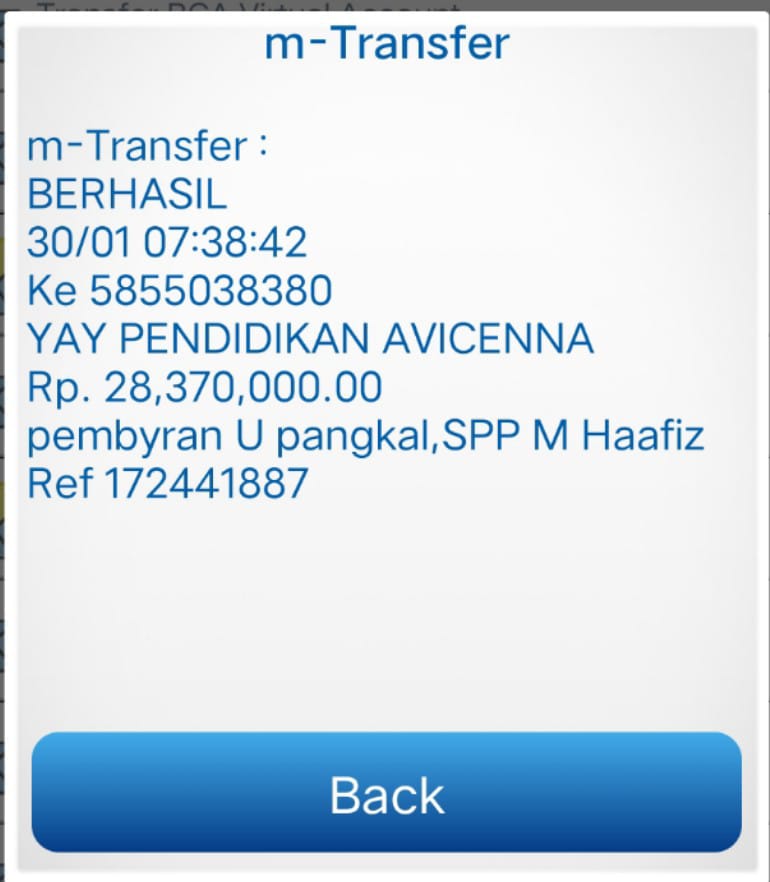 Transfer BCA Virtual Account
m-Transfer
m-Transfer :
BERHASIL
30/01 07:38:42
Ke 5855038380
YAY PENDIDIKAN AVICENNA
Rp. 28,370,000.00
pembyran U pangkal,SPP M Haafiz
Ref 172441887
Back